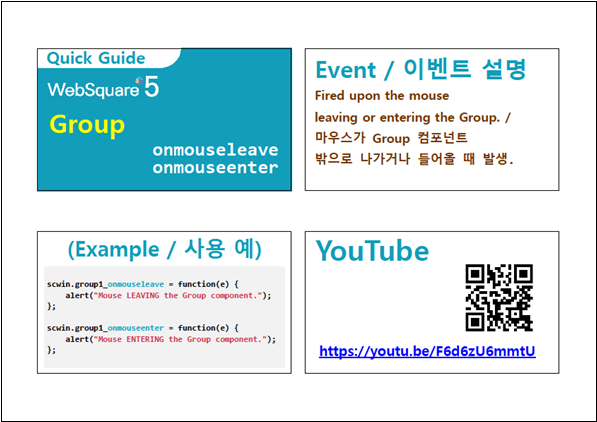 Quick Guide
WebSquare 5
Group
onmouseleave
onmouseenter
Event / 이벤트 설명
Fired upon the mouse
leaving or entering the Group. /
마우스가 Group 컴포넌트
밖으로 나가거나 들어올 때 발생.
(Example / 사용 예)
scwin.group1_onmouseleave = function(e) {
alert("Mouse LEAVING the Group component.");
};
scwin.group1_onmouseenter = function(e) {
alert("Mouse ENTERING the Group component.");
};
YouTube
https://youtu.be/F6d6zU6mmtU